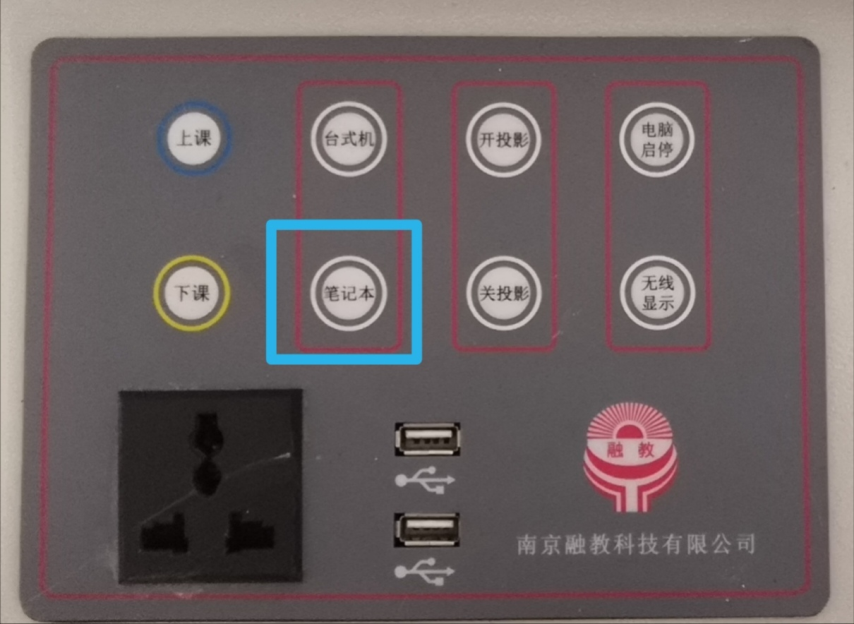 上课
台式机
开投影
电脑
启停
下课
笔记本
关投影
无线
显示
融 教
南京融教科技有限公司